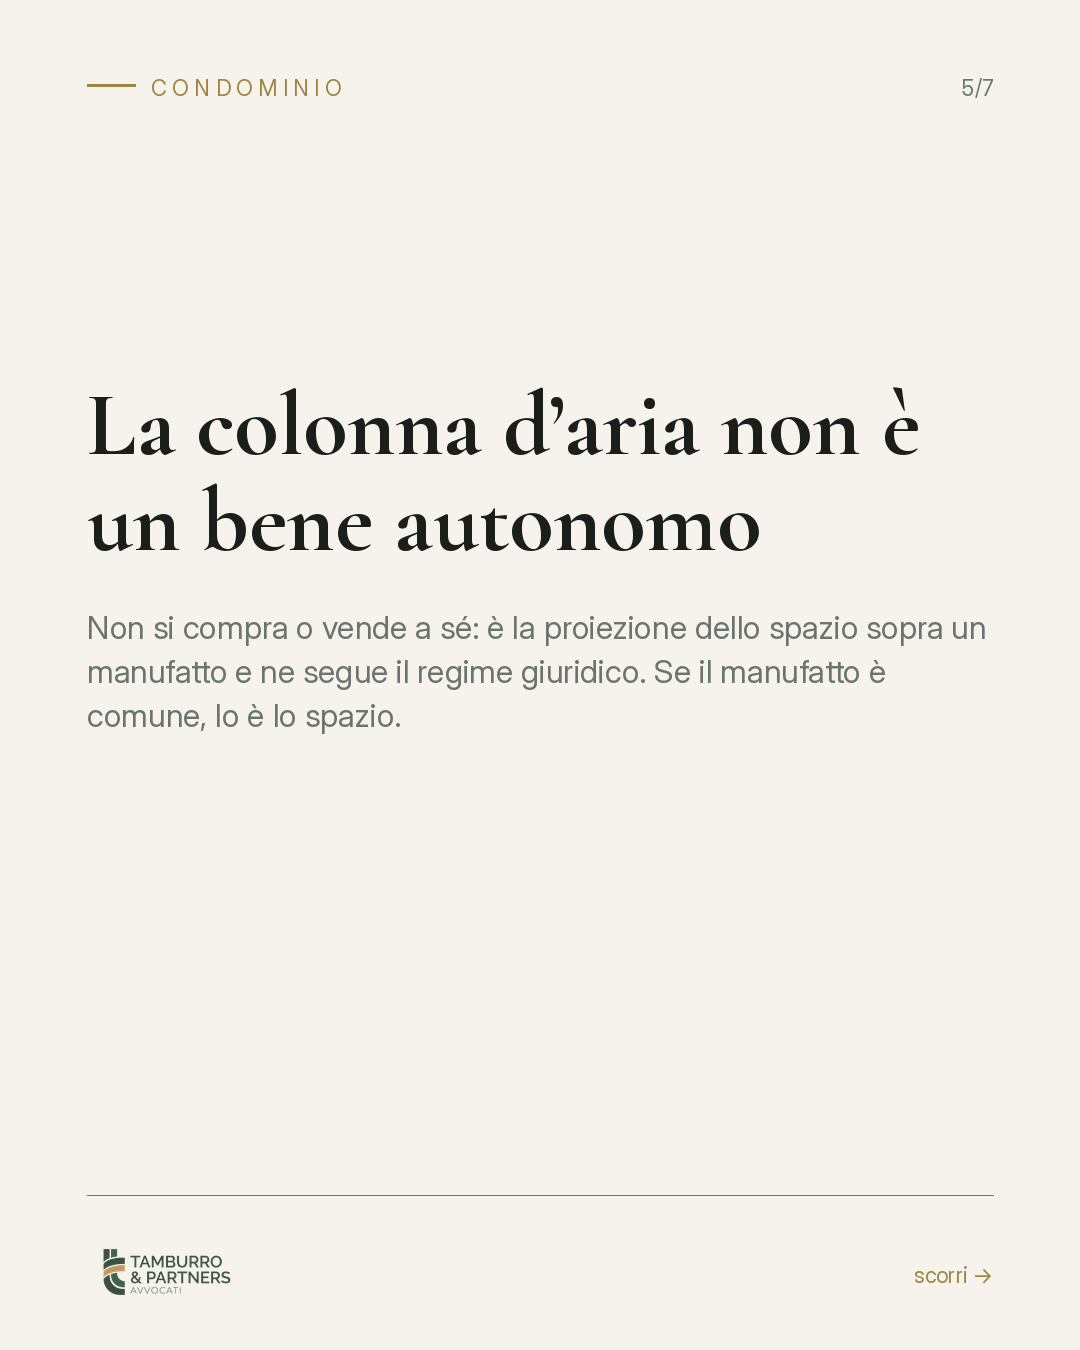 CONDOMINIO
5/7
La colonna d’aria non è
un bene autonomo
Non si compra o vende a sé: è la proiezione dello spazio sopra un
manufatto e ne segue il regime giuridico. Se il manufatto è
comune, lo è lo spazio.
TAMBURRO
& PARTNERS
AVVOCATI
scorri →